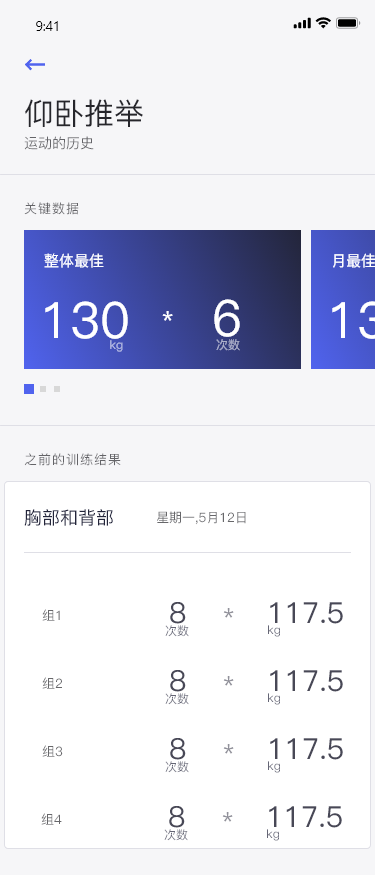 9:41
仰卧推举
运动的历史
关键数据
整体最佳
130 * 6
kg 次数
月最佳
13
之前的训练结果
胸部和背部 星期一,5月12日
组1 8 * 117.5
次数 kg
组2 8 * 117.5
次数 kg
组3 8 * 117.5
次数 kg
组4 8 * 117.5
次数 kg